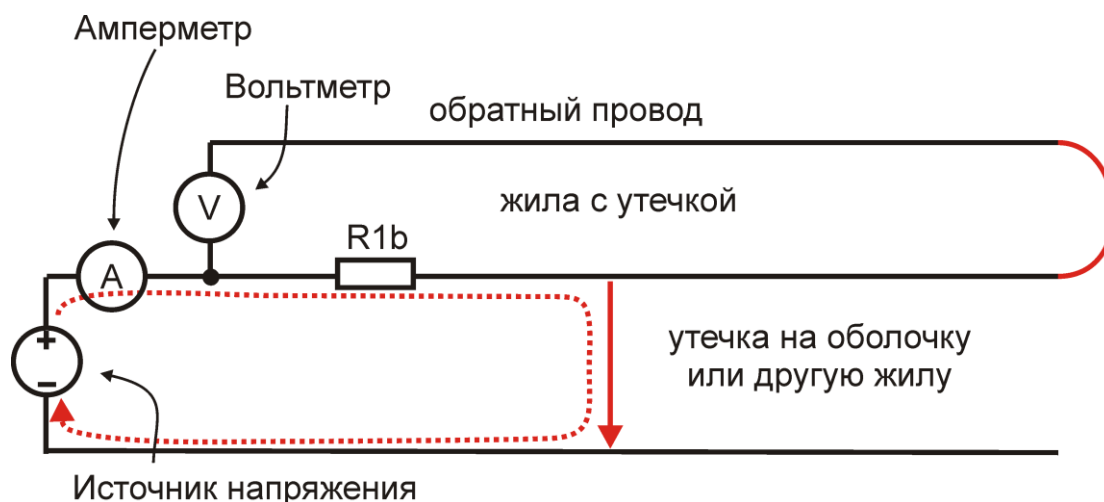 Амперметр
Вольтметр
обратный провод
V
жила с утечкой
R1b
A
+
−
утечка на оболочку
или другую жилу
Источник напряжения